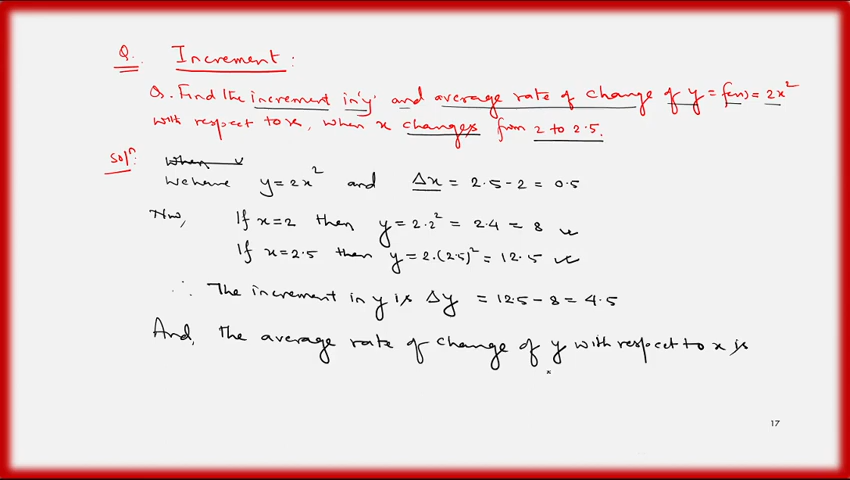 Q. Increment:
Q. Find the increment in 'y' and average rate of change of y = f(x) = 2x²
with respect to x, when x changes from 2 to 2.5.
Solⁿ: When
We have y = 2x² and Δx = 2.5 - 2 = 0.5
Now, If x = 2 then y = 2.2² = 2.4 = 8
If x = 2.5 then y = 2.(2.5)² = 12.5
∴ The increment in y is Δy = 12.5 - 8 = 4.5
And, the average rate of change of y with respect to x is
17